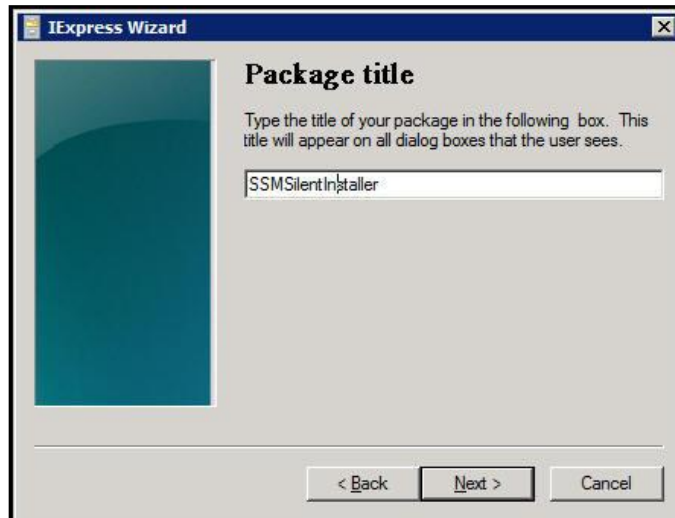 IExpress Wizard
Package title
Type the title of your package in the following box. This
title will appear on all dialog boxes that the user sees.
SSMSilentInstaller
< Back
Next >
Cancel